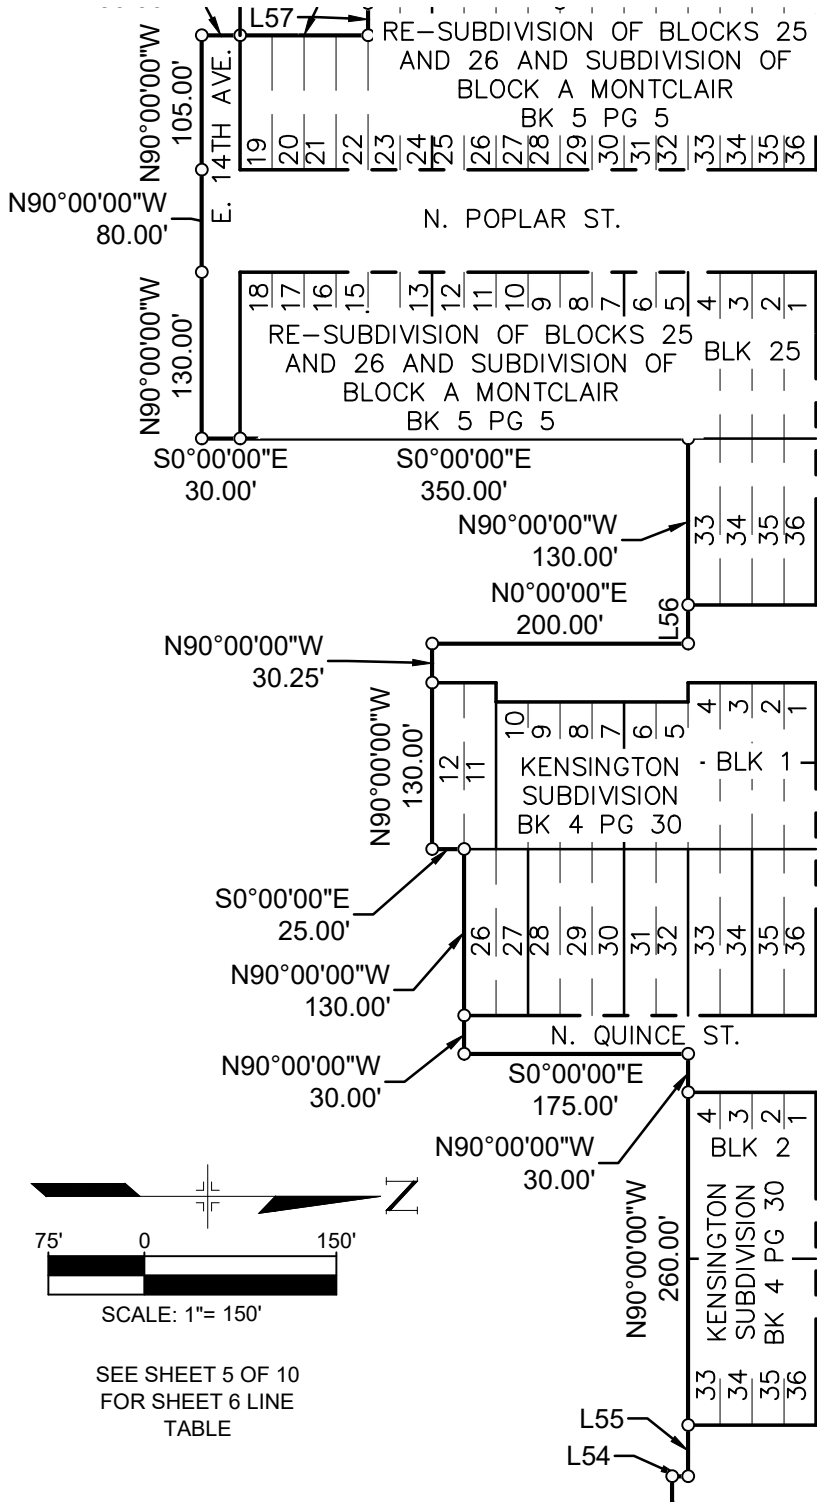 L57
RE-SUBDIVISION OF BLOCKS 25
AND 26 AND SUBDIVISION OF
BLOCK A MONTCLAIR
BK 5 PG 5
N90°00'00"W
105.00'
E. 14TH AVE.
19 20 21 22 23 24 25 26 27 28 29 30 31 32 33 34 35 36
N90°00'00"W
80.00'
N. POPLAR ST.
18 17 16 15 13 12 11 10 9 8 7 6 5 4 3 2 1
N90°00'00"W
130.00'
RE-SUBDIVISION OF BLOCKS 25
AND 26 AND SUBDIVISION OF
BLOCK A MONTCLAIR
BK 5 PG 5
BLK 25
S0°00'00"E
30.00'
S0°00'00"E
350.00'
N90°00'00"W
130.00'
33 34 35 36
N0°00'00"E
200.00'
L56
N90°00'00"W
30.25'
N90°00'00"W
130.00'
12 11 10 9 8 7 6 5 4 3 2 1
KENSINGTON
SUBDIVISION
BK 4 PG 30
BLK 1
S0°00'00"E
25.00'
26 27 28 29 30 31 32 33 34 35 36
N90°00'00"W
130.00'
N. QUINCE ST.
N90°00'00"W
30.00'
S0°00'00"E
175.00'
N90°00'00"W
30.00'
4 3 2 1
BLK 2
N90°00'00"W
260.00'
KENSINGTON
SUBDIVISION
BK 4 PG 30
33 34 35 36
N
75' 0 150'
SCALE: 1"= 150'
SEE SHEET 5 OF 10
FOR SHEET 6 LINE
TABLE
L55
L54